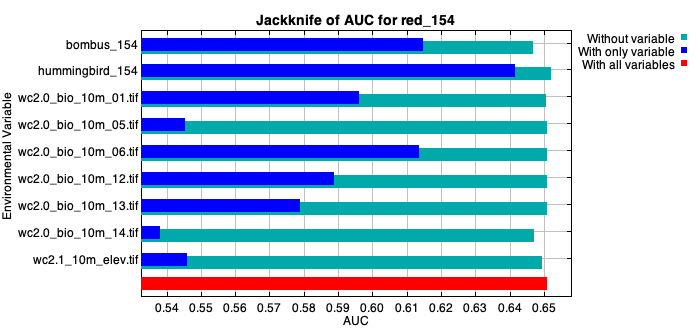 Jackknife of AUC for red_154
Without variable
With only variable
With all variables
Environmental Variable
bombus_154
hummingbird_154
wc2.0_bio_10m_01.tif
wc2.0_bio_10m_05.tif
wc2.0_bio_10m_06.tif
wc2.0_bio_10m_12.tif
wc2.0_bio_10m_13.tif
wc2.0_bio_10m_14.tif
wc2.1_10m_elev.tif
0.54 0.55 0.56 0.57 0.58 0.59 0.60 0.61 0.62 0.63 0.64 0.65
AUC